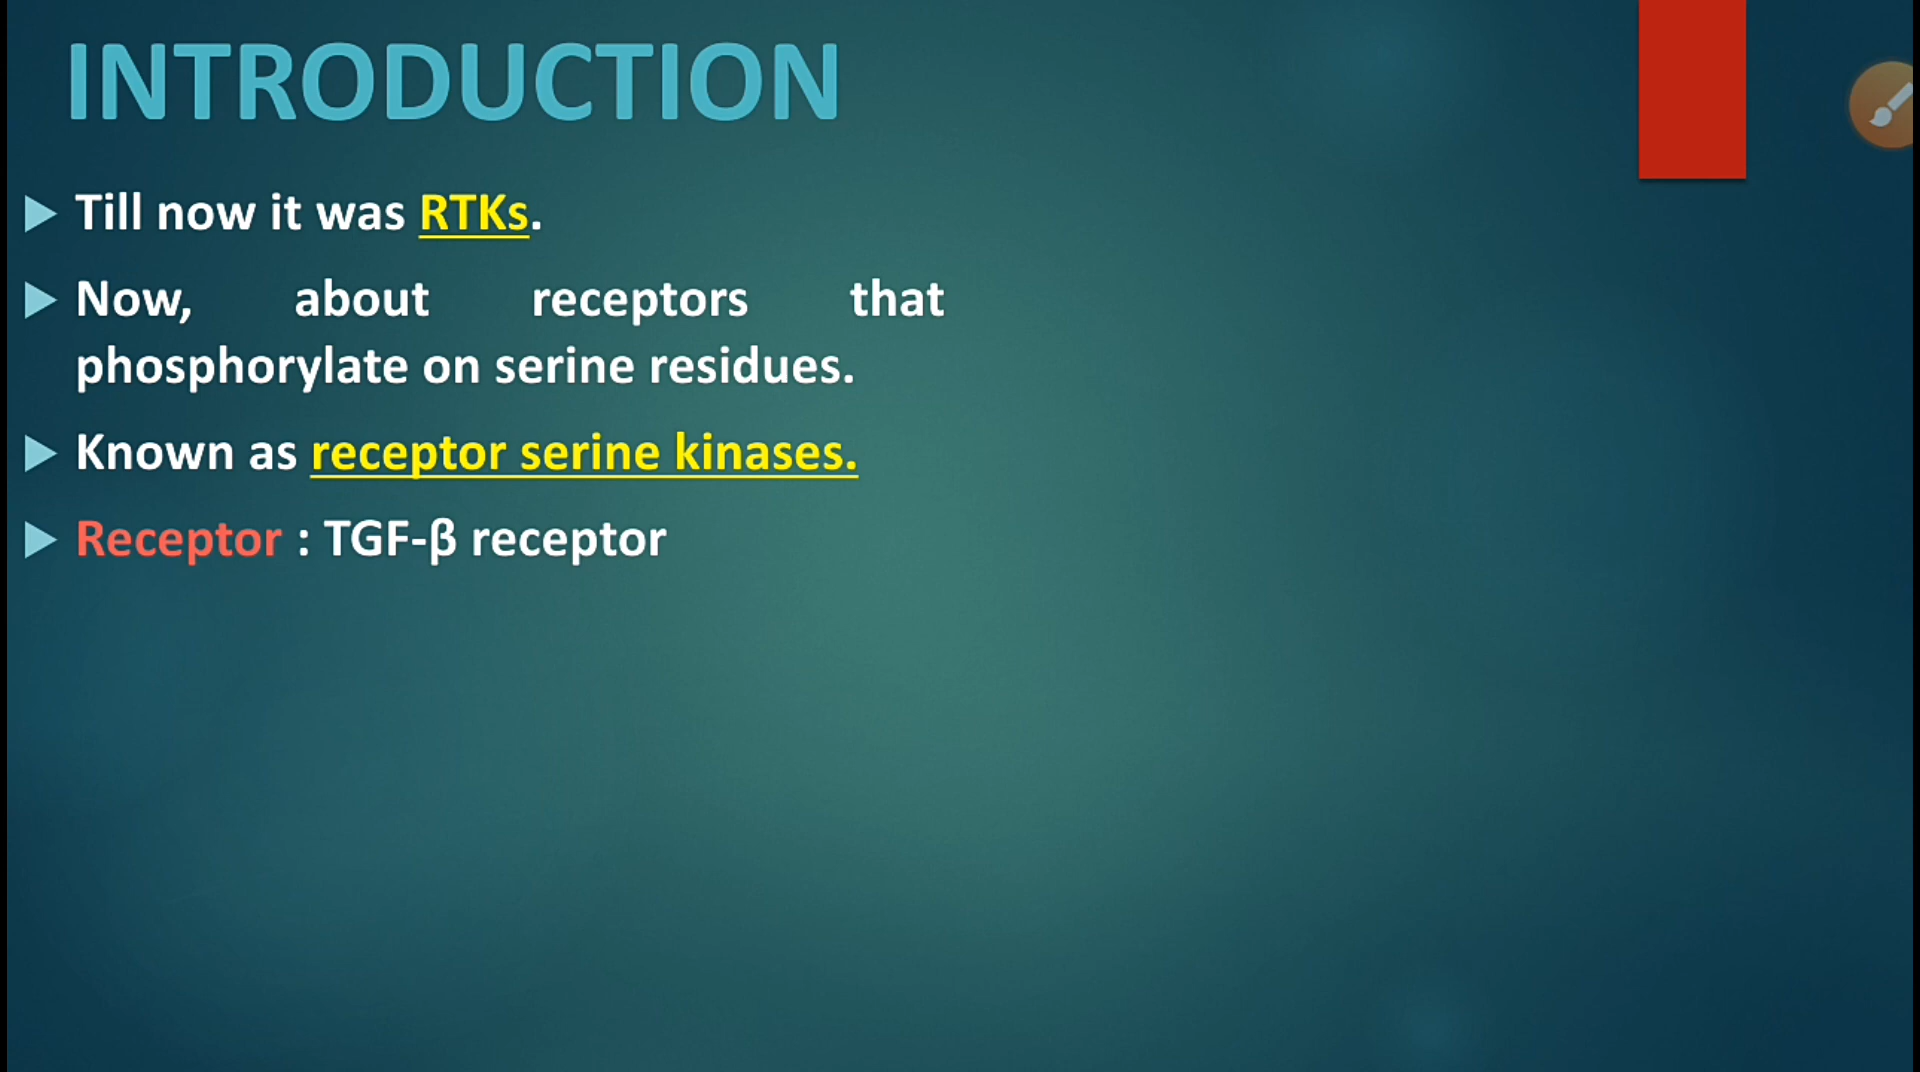 INTRODUCTION
Till now it was RTKs.
Now, about receptors that
phosphorylate on serine residues.
Known as receptor serine kinases.
Receptor : TGF-β receptor